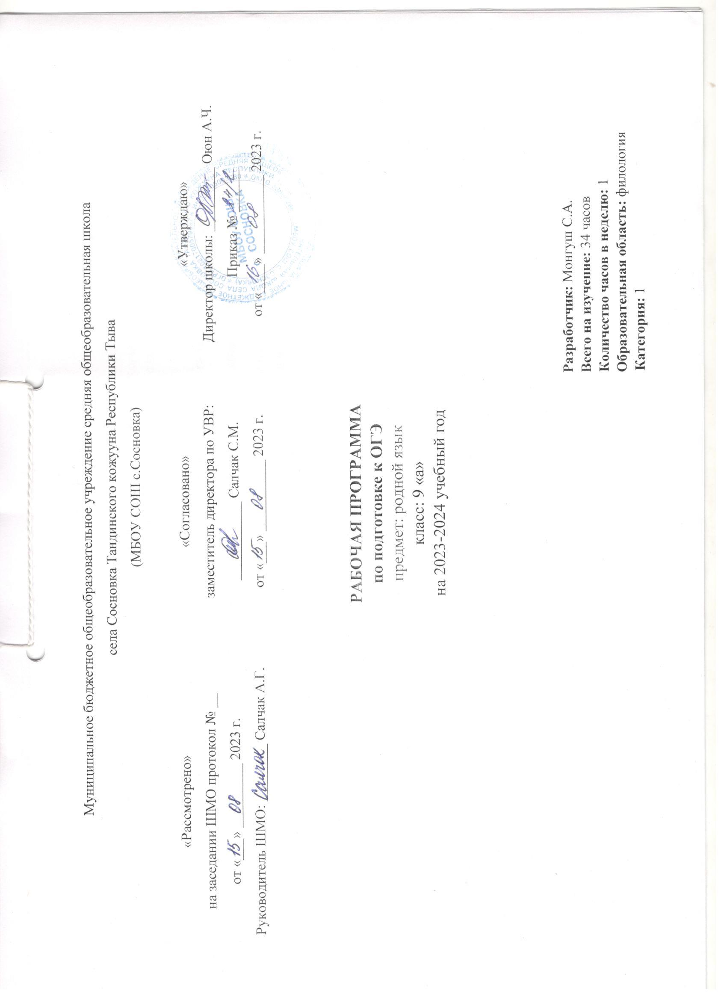 Муниципальное бюджетное общеобразовательное учреждение средняя общеобразовательная школа
села Сосновка Тандинского кожууна Республики Тыва
(МБОУ СОШ с.Сосновка)
«Рассмотрено»
на заседании ШМО протокол № __
от «15» 08 2023 г.
Руководитель ШМО: Салчак Салчак А.Г.
«Согласовано»
заместитель директора по УВР:
Салчак С.М.
от «15» 08 2023 г.
«Утверждаю»
Директор школы: Оюн А.Ч.
Приказ №
от «16» 08 2023 г.
МБОУ СОШ
с. СОСНОВКА
РАБОЧАЯ ПРОГРАММА
по подготовке к ОГЭ
предмет: родной язык
класс: 9 «а»
на 2023-2024 учебный год
Разработчик: Монгуш С.А.
Всего на изучение: 34 часов
Количество часов в неделю: 1
Образовательная область: филология
Категория: 1